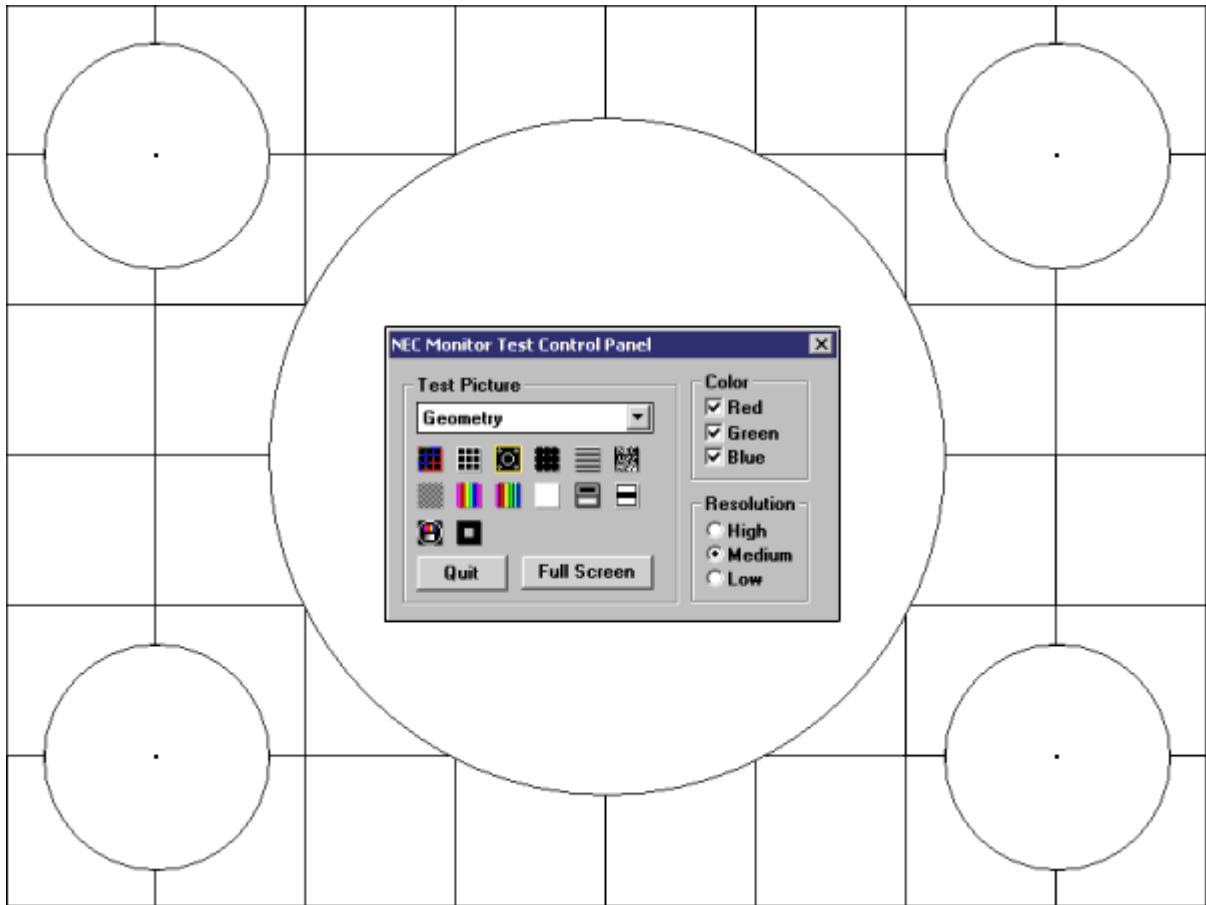 NEC Monitor Test Control Panel
Test Picture
Geometry
Quit
Full Screen
Color
Red
Green
Blue
Resolution
High
Medium
Low